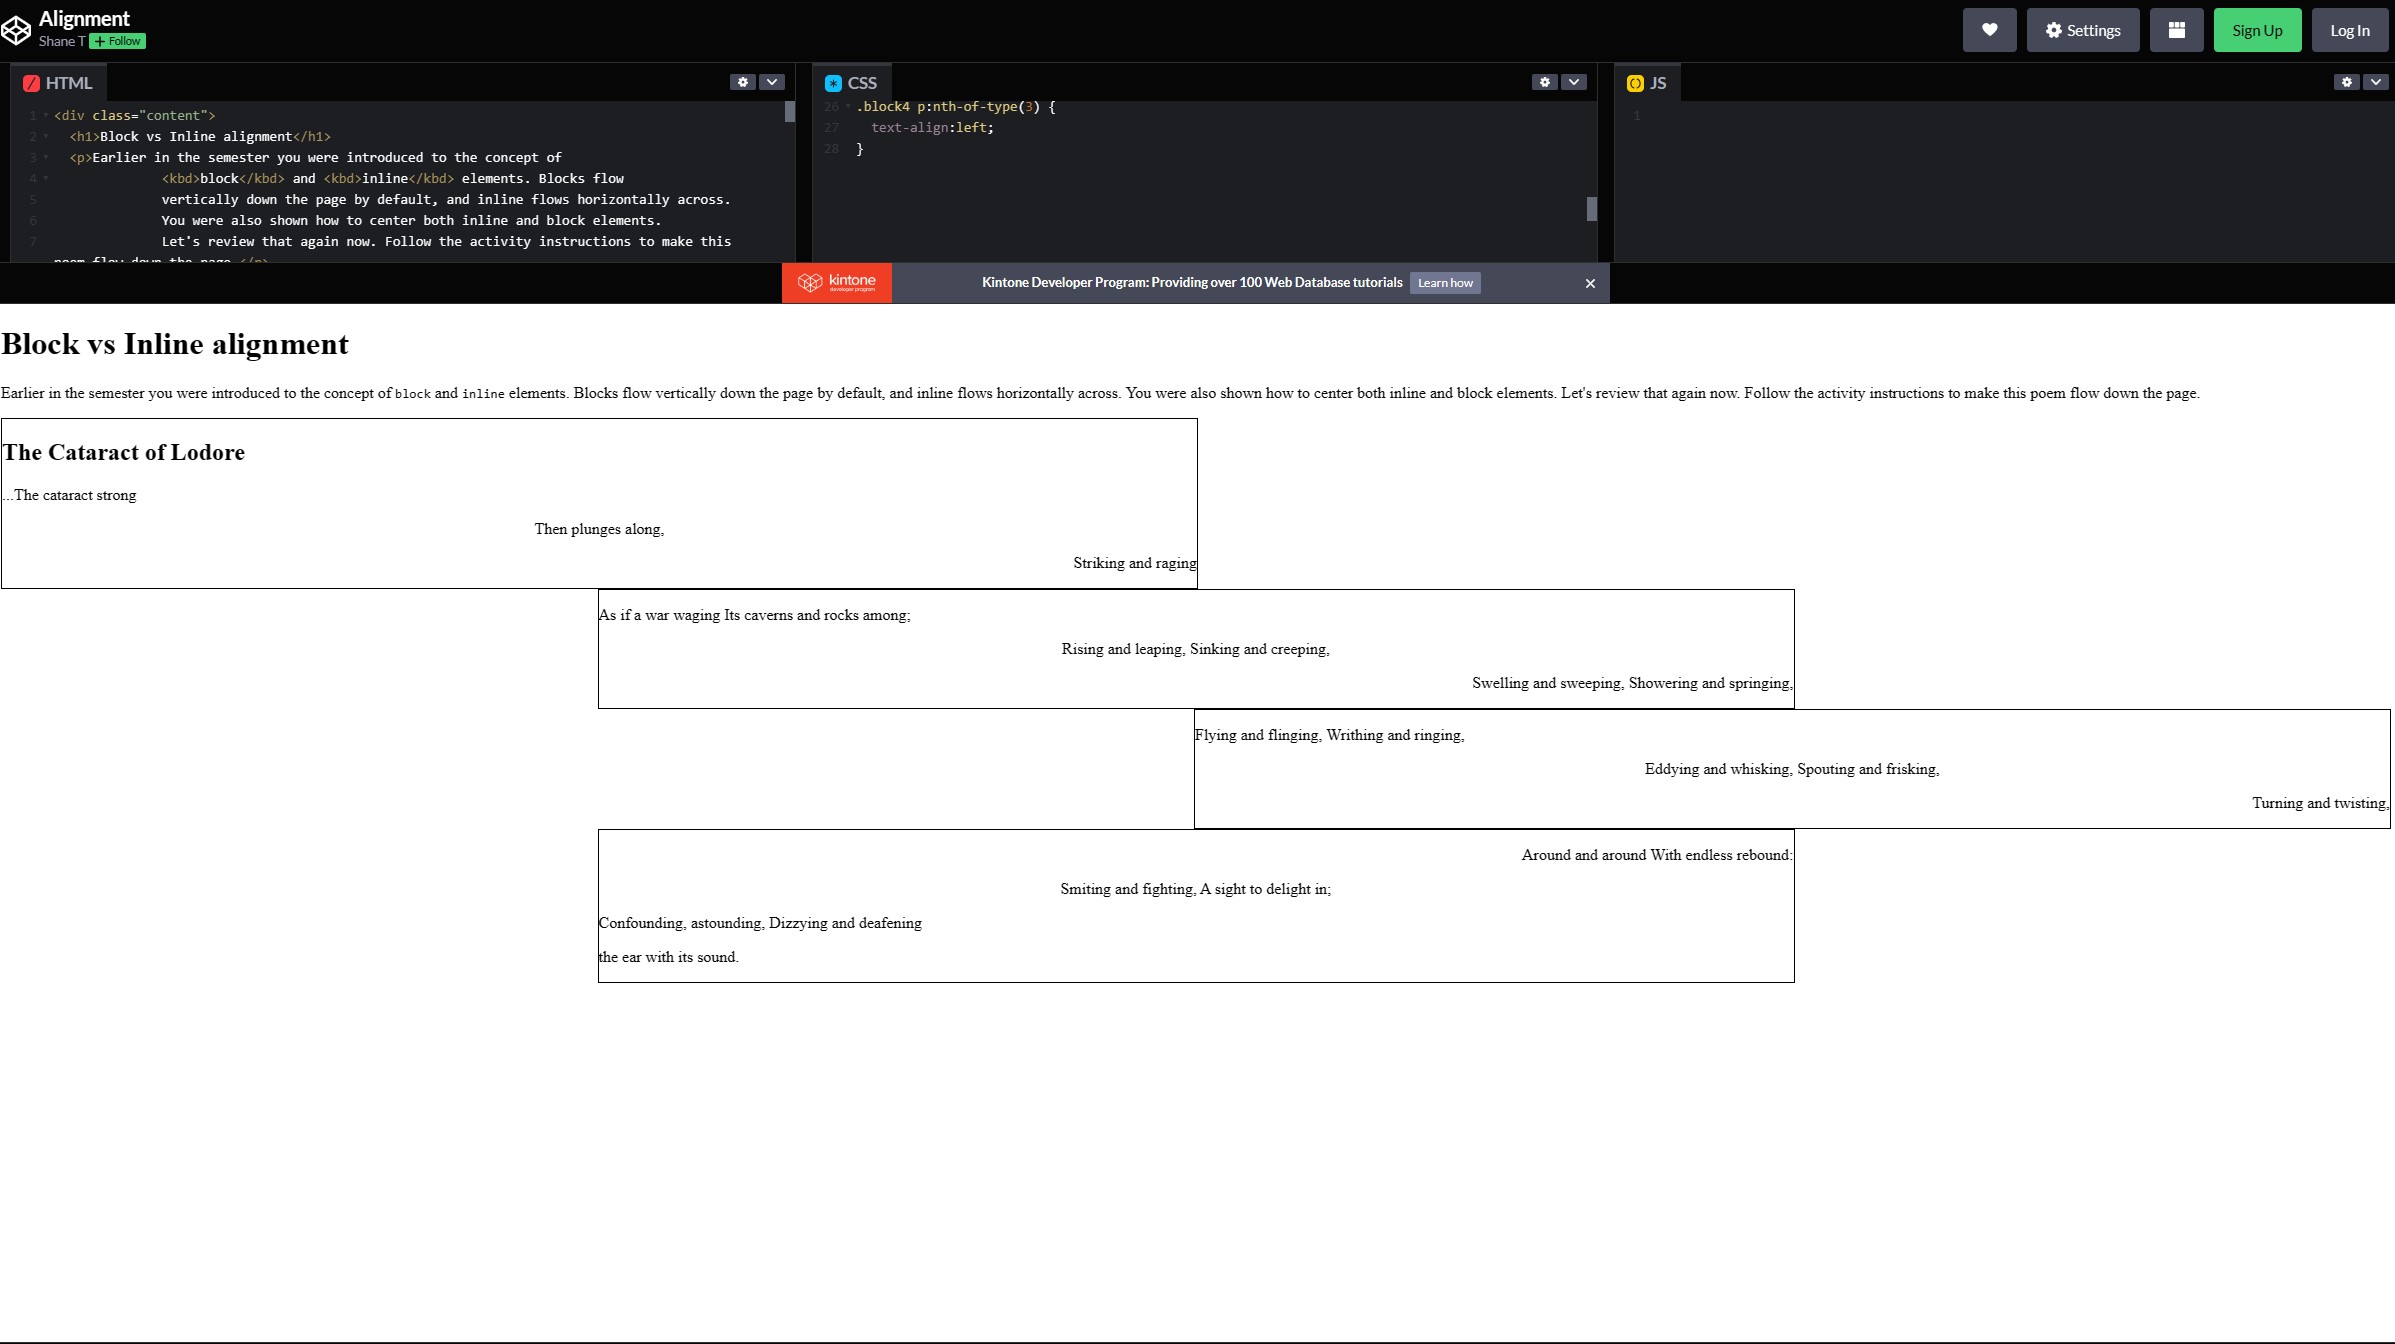 Alignment
Shane T + Follow
Settings
Sign Up
Log In
HTML
1 <div class="content">
2 <h1>Block vs Inline alignment</h1>
3 <p>Earlier in the semester you were introduced to the concept of
4 <kbd>block</kbd> and <kbd>inline</kbd> elements. Blocks flow
5 vertically down the page by default, and inline flows horizontally across.
6 You were also shown how to center both inline and block elements.
7 Let's review that again now. Follow the activity instructions to make this
poem flow down the page.</p>
CSS
26 .block4 p:nth-of-type(3) {
27 text-align:left;
28 }
JS
1
kintone
developer program
Kintone Developer Program: Providing over 100 Web Database tutorials Learn how
Block vs Inline alignment
Earlier in the semester you were introduced to the concept of block and inline elements. Blocks flow vertically down the page by default, and inline flows horizontally across. You were also shown how to center both inline and block elements. Let's review that again now. Follow the activity instructions to make this poem flow down the page.
The Cataract of Lodore
...The cataract strong
Then plunges along,
Striking and raging
As if a war waging Its caverns and rocks among;
Rising and leaping, Sinking and creeping,
Swelling and sweeping, Showering and springing,
Flying and flinging, Writhing and ringing,
Eddying and whisking, Spouting and frisking,
Turning and twisting,
Around and around With endless rebound:
Smiting and fighting, A sight to delight in;
Confounding, astounding, Dizzying and deafening
the ear with its sound.